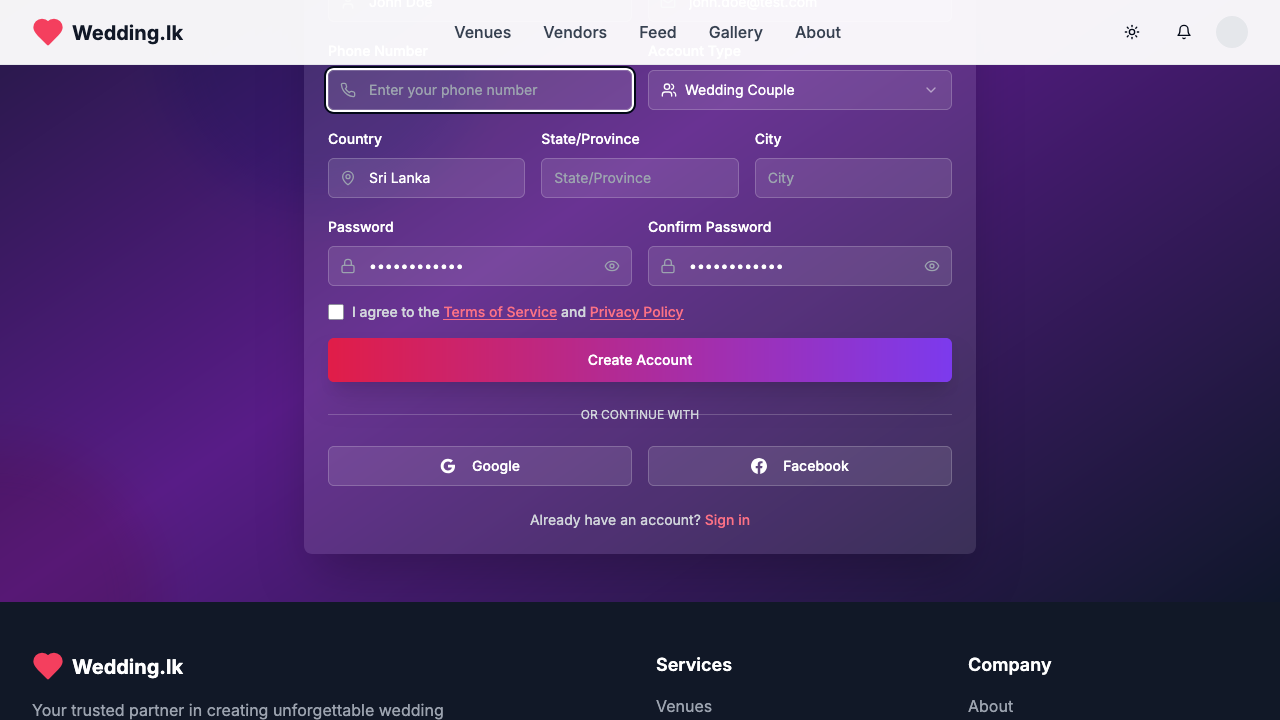 John Doe
john.doe@test.com
Wedding.lk
Venues
Vendors
Feed
Gallery
About
Phone Number
Account Type
Enter your phone number
Wedding Couple
Country
State/Province
City
Sri Lanka
State/Province
City
Password
Confirm Password
••••••••••••
••••••••••••
I agree to the Terms of Service and Privacy Policy
Create Account
OR CONTINUE WITH
Google
Facebook
Already have an account? Sign in
Wedding.lk
Services
Company
Your trusted partner in creating unforgettable wedding
Venues
About